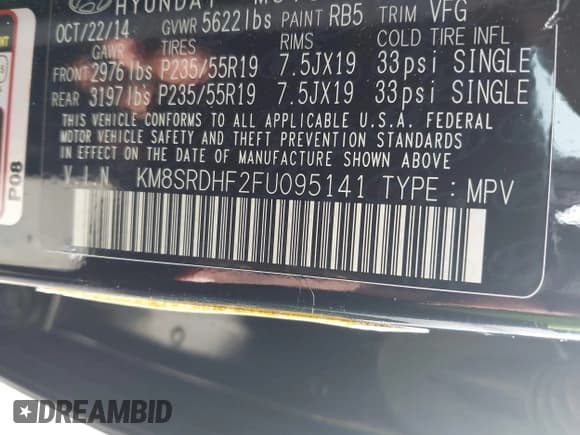 HYUNDAI
OCT/22/14 GVWR 5622lbs PAINT RB5 TRIM VFG
GAWR TIRES RIMS COLD TIRE INFL
FRONT 2976lbs P235/55R19 7.5JX19 33psi SINGLE
REAR 3197lbs P235/55R19 7.5JX19 33psi SINGLE
THIS VEHICLE CONFORMS TO ALL APPLICABLE U.S.A. FEDERAL
MOTOR VEHICLE SAFETY AND THEFT PREVENTION STANDARDS
IN EFFECT ON THE DATE OF MANUFACTURE SHOWN ABOVE.
V.I.N KM8SRDHF2FU095141 TYPE : MPV
P08
DREAMBID